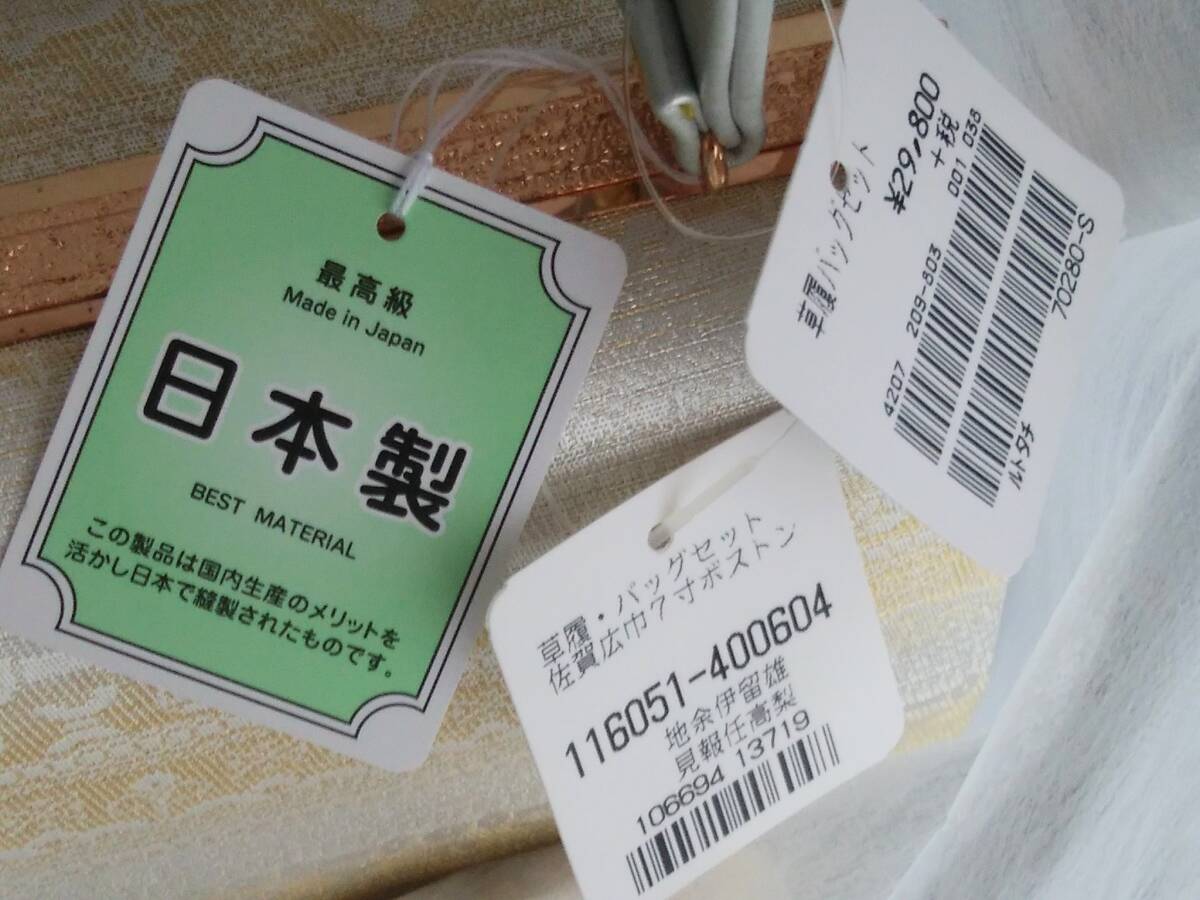 最高級
Made in Japan
日本製
BEST MATERIAL
この製品は国内生産のメリットを
活かし日本で縫製されたものです。
草履・バッグセット
佐賀広巾7寸ボストン
116051-400604
地余伊留雄
見報任高梨
106694 13719
草履バッグセット
¥29,800
+税
001 038
4207 209-803
70280-S
ルトタチ